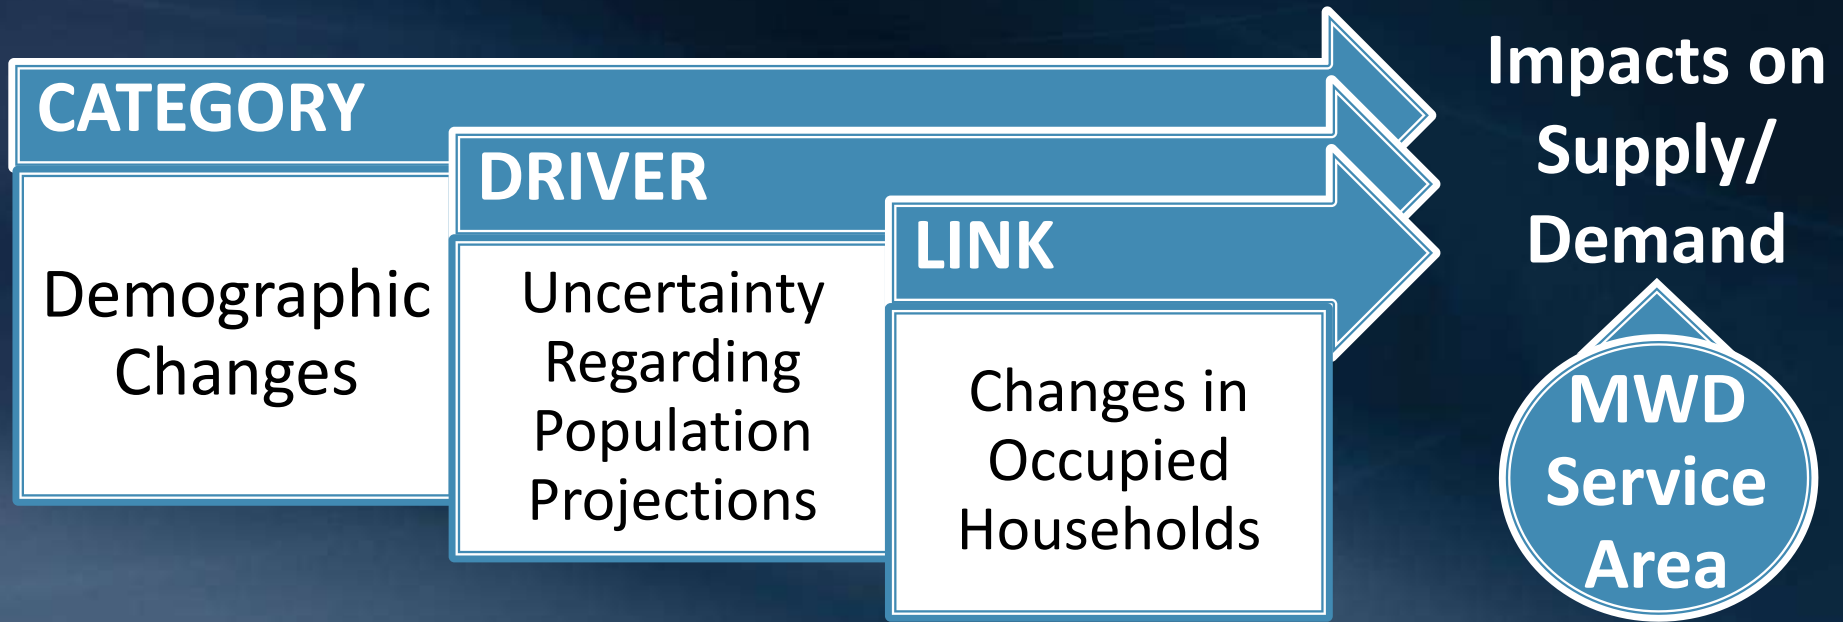 CATEGORY
Demographic
Changes
DRIVER
Uncertainty
Regarding
Population
Projections
LINK
Changes in
Occupied
Households
Impacts on
Supply/
Demand
MWD
Service
Area